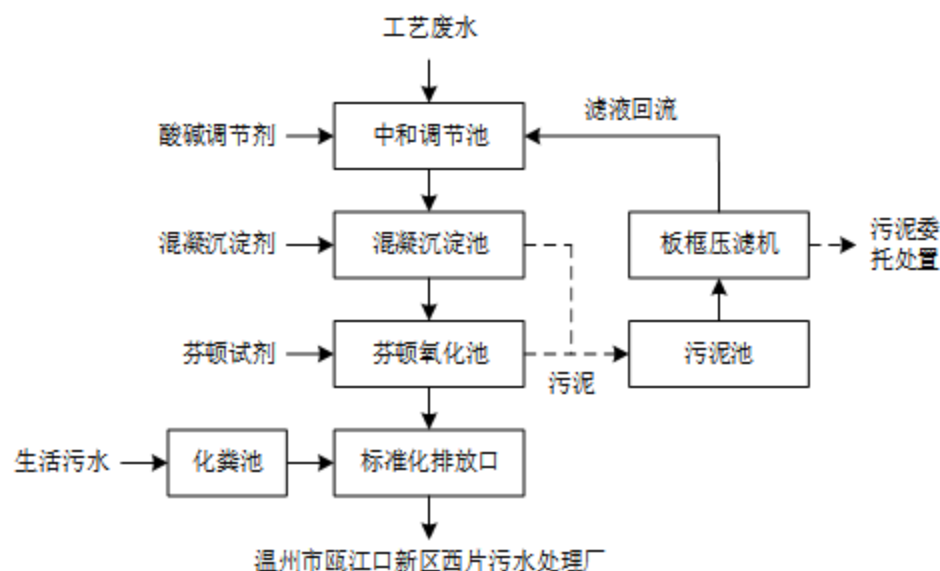 工艺废水
滤液回流
酸碱调节剂
中和调节池
混凝沉淀剂
混凝沉淀池
板框压滤机
污泥委
托处置
芬顿试剂
芬顿氧化池
污泥
污泥池
生活污水
化粪池
标准化排放口
温州市瓯江口新区西片污水处理厂